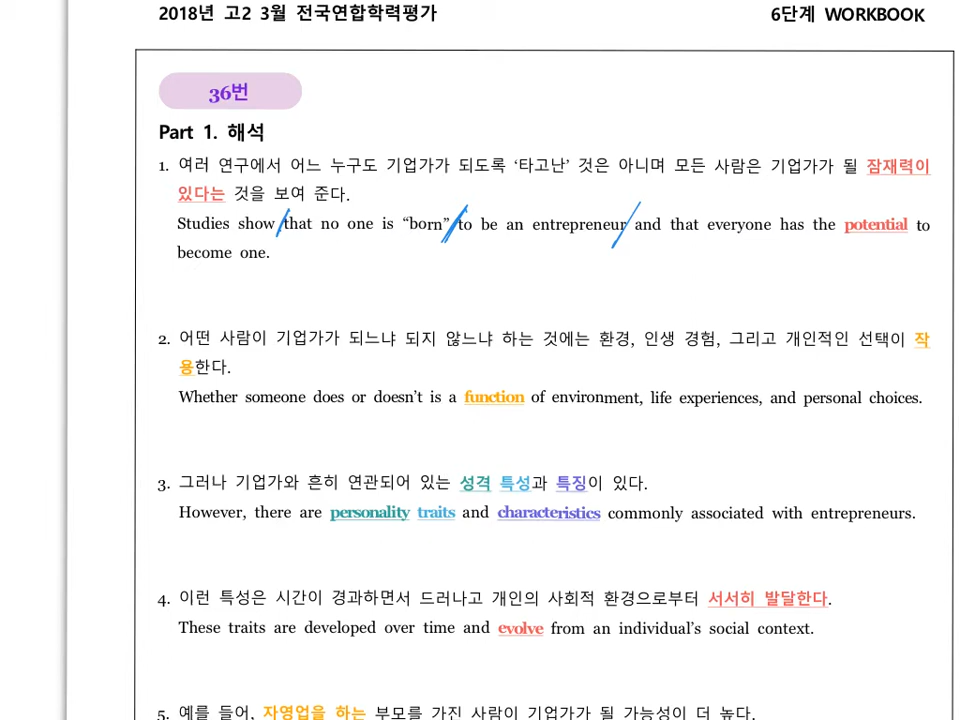 2018년 고2 3월 전국연합학력평가 6단계 WORKBOOK
36번
Part 1. 해석
1. 여러 연구에서 어느 누구도 기업가가 되도록 ‘타고난’ 것은 아니며 모든 사람은 기업가가 될 잠재력이
있다는 것을 보여 준다.
Studies show that no one is “born” to be an entrepreneur and that everyone has the potential to
become one.
2. 어떤 사람이 기업가가 되느냐 되지 않느냐 하는 것에는 환경, 인생 경험, 그리고 개인적인 선택이 작
용한다.
Whether someone does or doesn’t is a function of environment, life experiences, and personal choices.
3. 그러나 기업가와 흔히 연관되어 있는 성격 특성과 특징이 있다.
However, there are personality traits and characteristics commonly associated with entrepreneurs.
4. 이런 특성은 시간이 경과하면서 드러나고 개인의 사회적 환경으로부터 서서히 발달한다.
These traits are developed over time and evolve from an individual’s social context.
5. 예를 들어, 자영업을 하는 부모를 가진 사람이 기업가가 될 가능성이 더 높다.